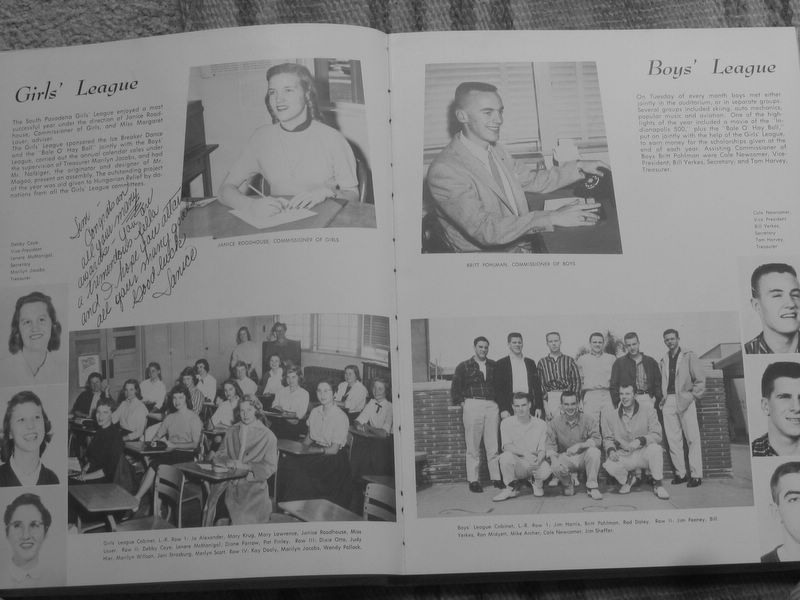 Girls' League
The South Pasadena Girls' League enjoyed a most
successful year under the direction of Janice Rood-
house, Commissioner of Girls, and Miss Margaret
Lauer, adviser.
The Girls' League sponsored the Ice Breaker Dance
and the "Bale O' Hay Ball" jointly with the Boys'
League, carried out the annual calendar sales under
the supervision of Treasurer Marilyn Jacobs, and had
Mr. Nafziger, the originator and designer of Mr.
Magoo, present an assembly. The outstanding project
of the year was aid given to Hungarian Relief by do-
nations from all the Girls' League committees.
Jim!
Congrats on
all your many
awards. You are
a tremendous fella
and I hope you attain
all your shining goals
Good luck
Janice
JANICE ROODHOUSE, COMMISSIONER OF GIRLS
Debby Caye
Vice-President
Lenare McMonigal
Secretary
Marilyn Jacobs,
Treasurer
Girls' League Cabinet, L.-R. Row I: Jo Alexander, Mary Krug, Mary Lawrence, Janice Roodhouse, Miss
Lauer. Row II: Debby Caye, Lenare McMonigal, Diane Farrow, Pat Finley. Row III: Dixie Otto, Judy
Hier, Marilyn Wilson, Jani Strosburg, Merlyn Scott. Row IV: Kay Dooly, Marilyn Jacobs, Wendy Pollock.
Boys' League
On Tuesday of every month boys met either
jointly in the auditorium, or in separate groups.
Several groups included skiing, auto mechanics,
popular music and aviation. One of the high
lights of the year included a movie of the "In-
dianapolis 500," plus the "Bale O' Hay Ball,"
put on jointly with the help of the Girls' League,
to earn money for the scholarships given at the
end of each year. Assisting Commissioner of
Boys Britt Pohlman were Cole Newcomer, Vice-
President, Bill Yerkes, Secretary, and Tom Harvey,
Treasurer.
BRITT POHLMAN, COMMISSIONER OF BOYS
Cole Newcomer,
Vice President
Bill Yerkes,
Secretary
Tom Harvey,
Treasurer
Boys' League Cabinet, L.-R. Row I: Jim Harris, Britt Pohlman, Rod Daley. Row II: Jim Feeney, Bill
Yerkes, Ron Midyett, Mike Archer, Cole Newcomer, Jim Sheffer.